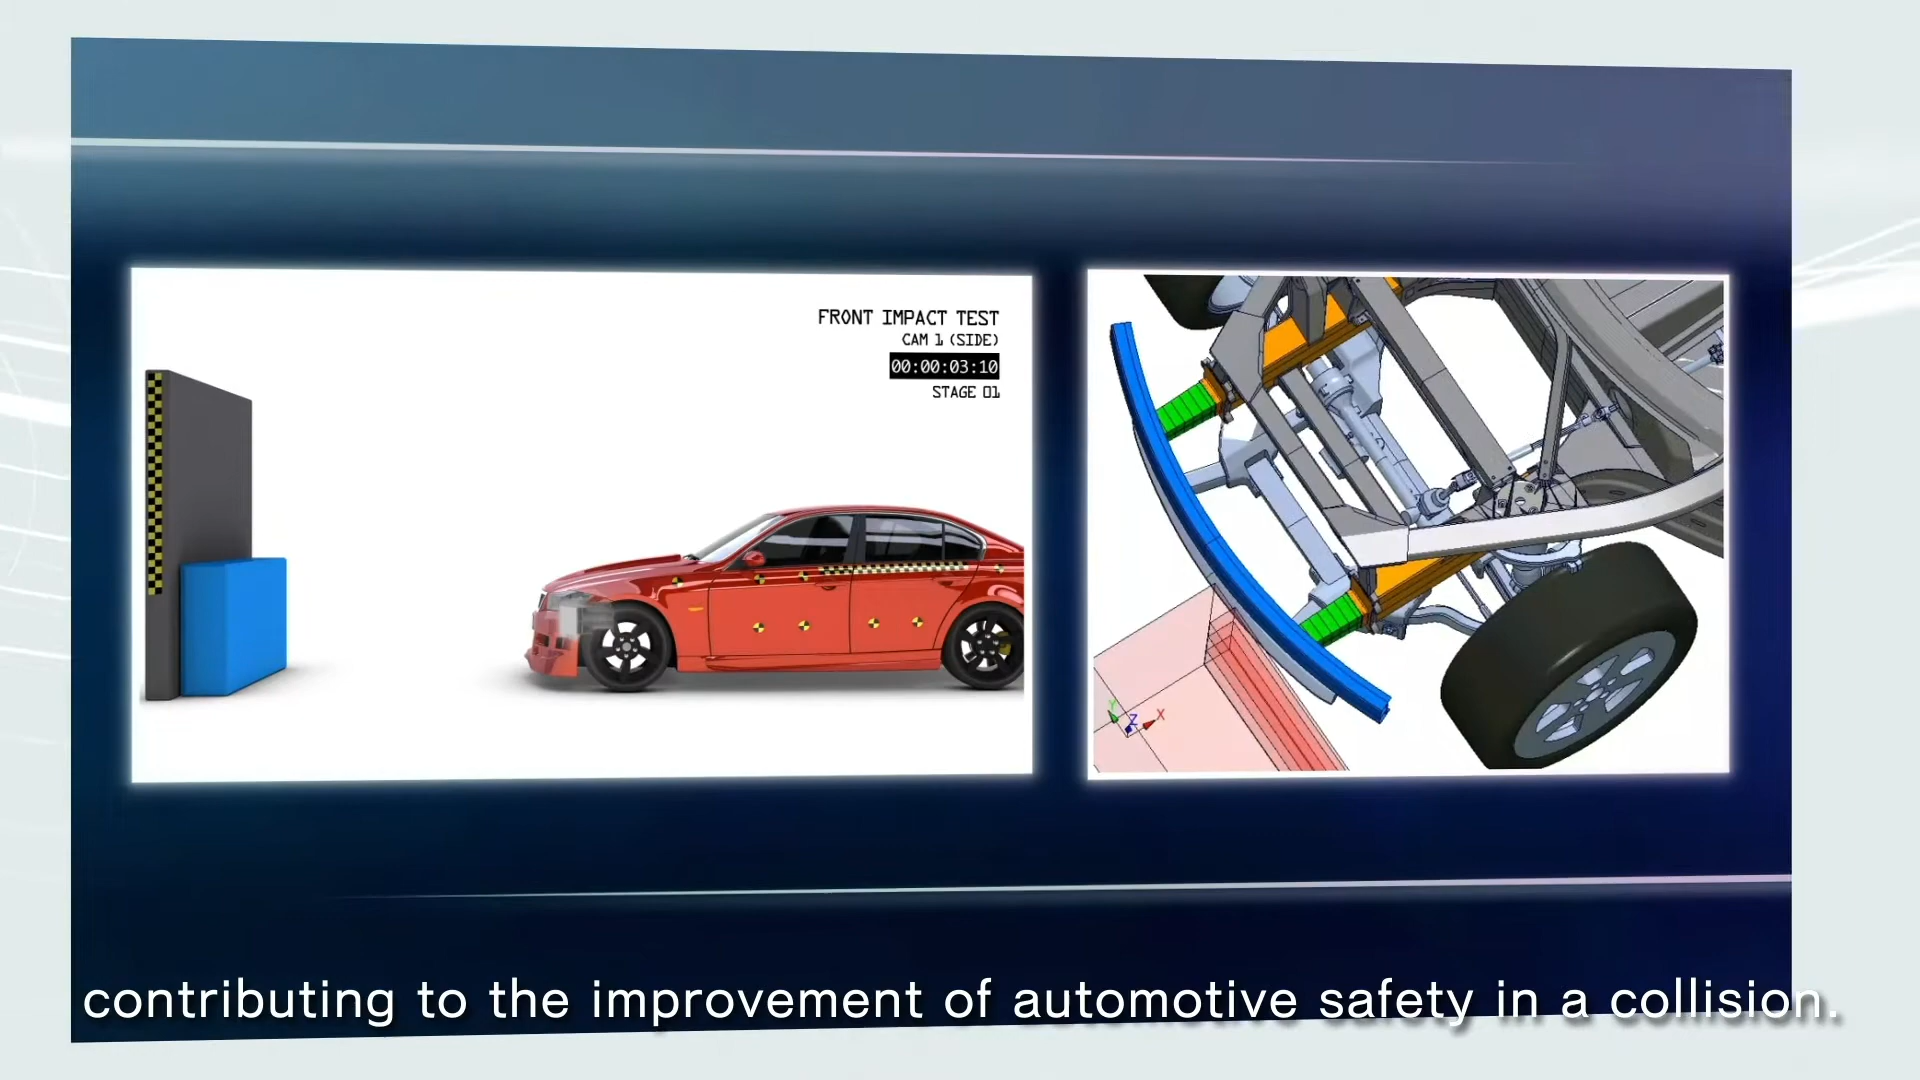 FRONT IMPACT TEST
CAM 1 (SIDE)
00:00:03:10
STAGE 01
Y
Z
X
contributing to the improvement of automotive safety in a collision.